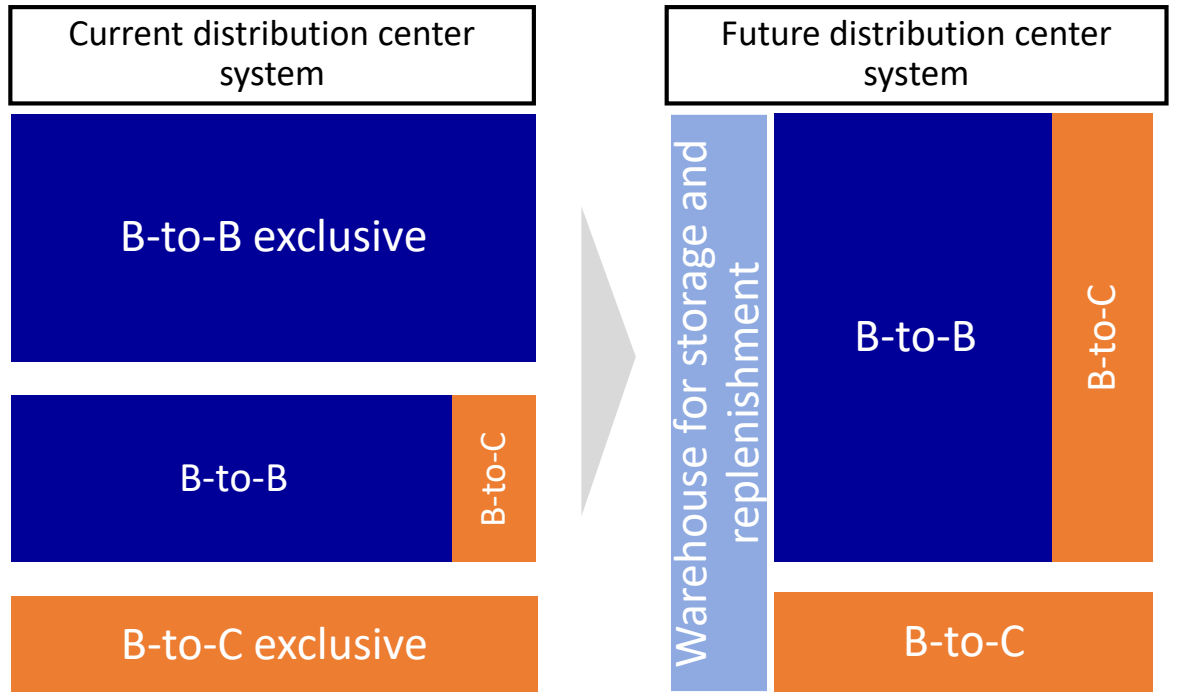 Current distribution center
system
B-to-B exclusive
B-to-B
B-to-C
B-to-C exclusive
Future distribution center
system
Warehouse for storage and
replenishment
B-to-B
B-to-C
B-to-C